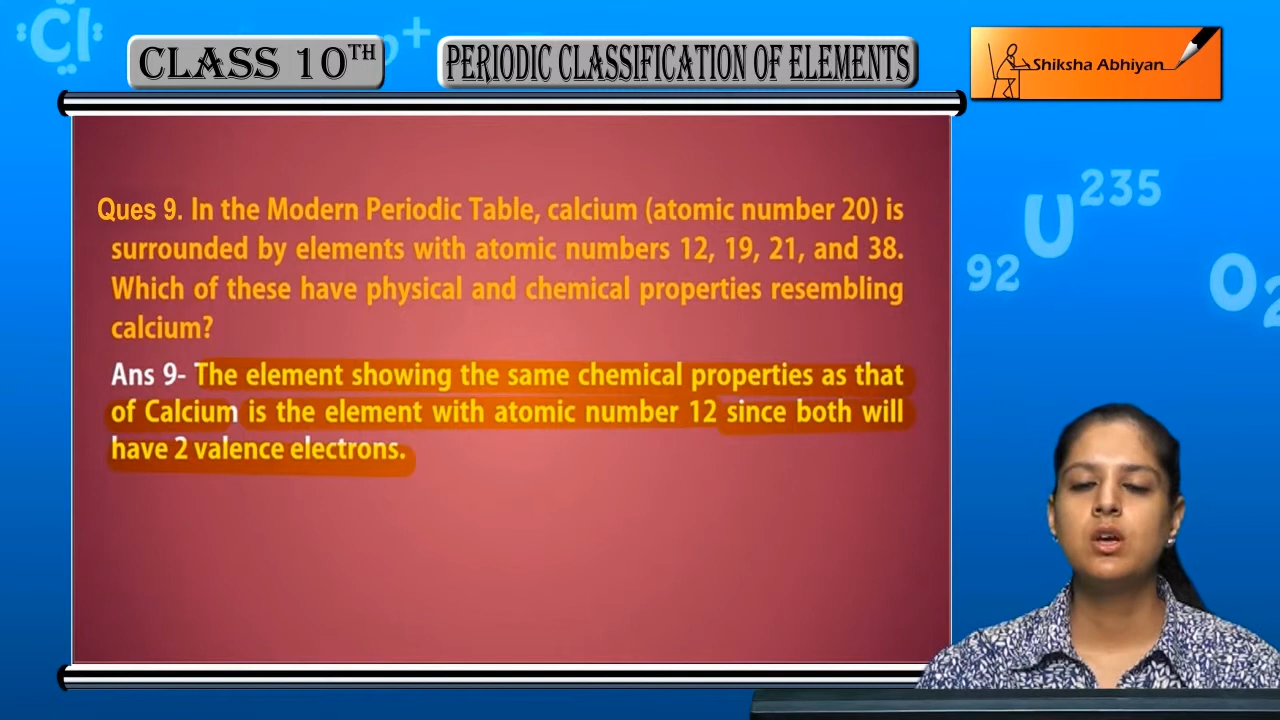 :Cl:
p+
CLASS 10TH
PERIODIC CLASSIFICATION OF ELEMENTS
Shiksha Abhiyan
Ques 9. In the Modern Periodic Table, calcium (atomic number 20) is
surrounded by elements with atomic numbers 12, 19, 21, and 38.
Which of these have physical and chemical properties resembling
calcium?
Ans 9- The element showing the same chemical properties as that
of Calcium is the element with atomic number 12 since both will
have 2 valence electrons.
92 U 235
O2